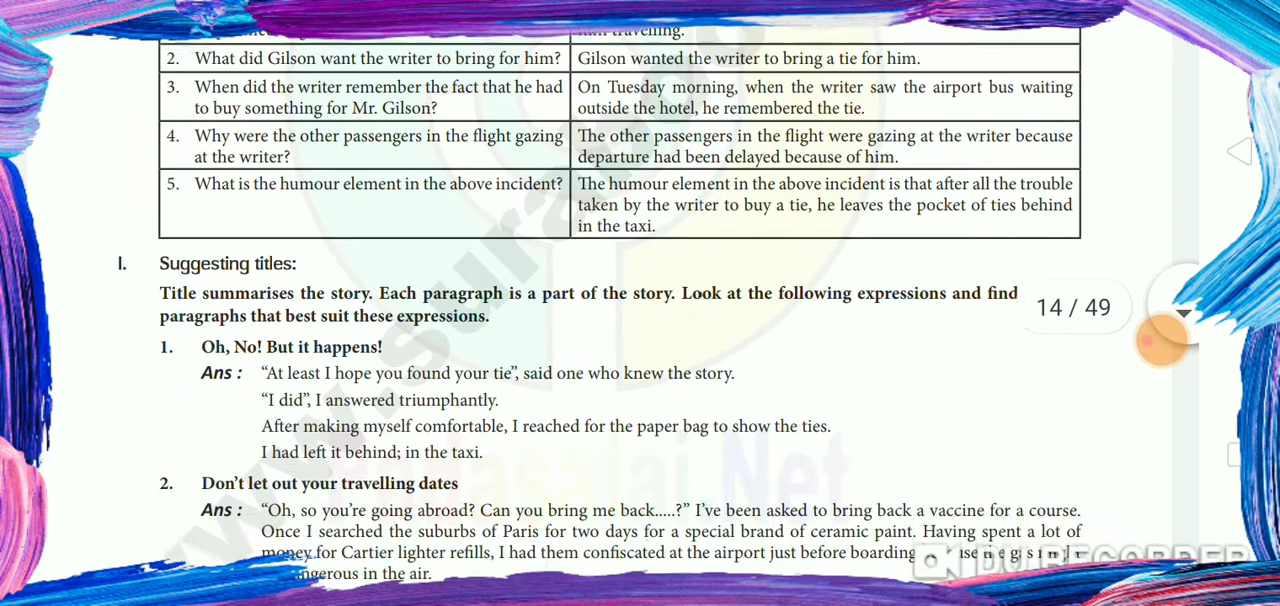 him travelling.
2. What did Gilson want the writer to bring for him? Gilson wanted the writer to bring a tie for him.
3. When did the writer remember the fact that he had On Tuesday morning, when the writer saw the airport bus waiting
to buy something for Mr. Gilson? outside the hotel, he remembered the tie.
4. Why were the other passengers in the flight gazing The other passengers in the flight were gazing at the writer because
at the writer? departure had been delayed because of him.
5. What is the humour element in the above incident? The humour element in the above incident is that after all the trouble
taken by the writer to buy a tie, he leaves the pocket of ties behind
in the taxi.
I. Suggesting titles:
Title summarises the story. Each paragraph is a part of the story. Look at the following expressions and find
paragraphs that best suit these expressions.
14 / 49
1. Oh, No! But it happens!
Ans : “At least I hope you found your tie”, said one who knew the story.
“I did”, I answered triumphantly.
After making myself comfortable, I reached for the paper bag to show the ties.
I had left it behind; in the taxi.
2. Don’t let out your travelling dates
Ans : “Oh, so you’re going abroad? Can you bring me back.....?” I’ve been asked to bring back a vaccine for a course.
Once I searched the suburbs of Paris for two days for a special brand of ceramic paint. Having spent a lot of
money for Cartier lighter refills, I had them confiscated at the airport just before boarding
in the air.
DU RECORDER